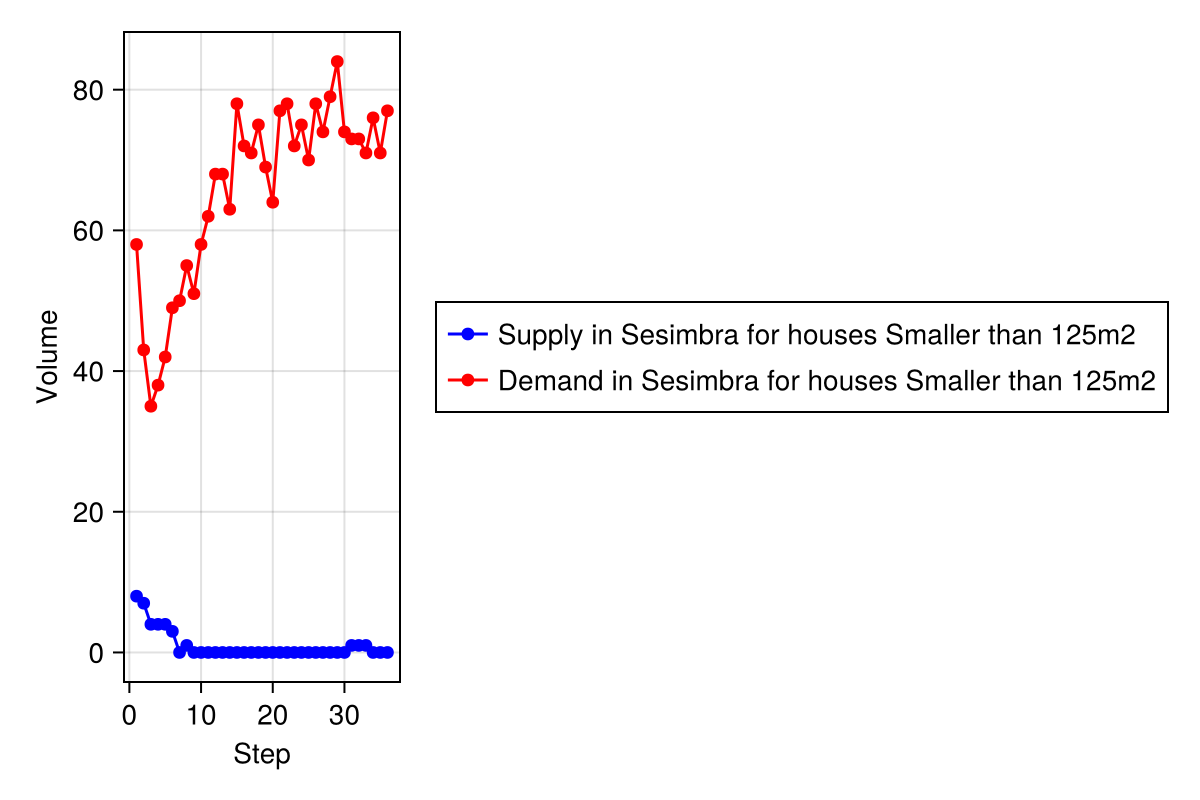 Volume
80
60
40
20
0
0 10 20 30
Step
Supply in Sesimbra for houses Smaller than 125m2
Demand in Sesimbra for houses Smaller than 125m2